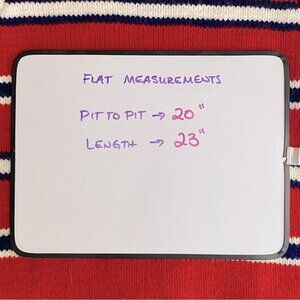 FLAT MEASUREMENTS
PIT TO PIT → 20"
LENGTH → 23"